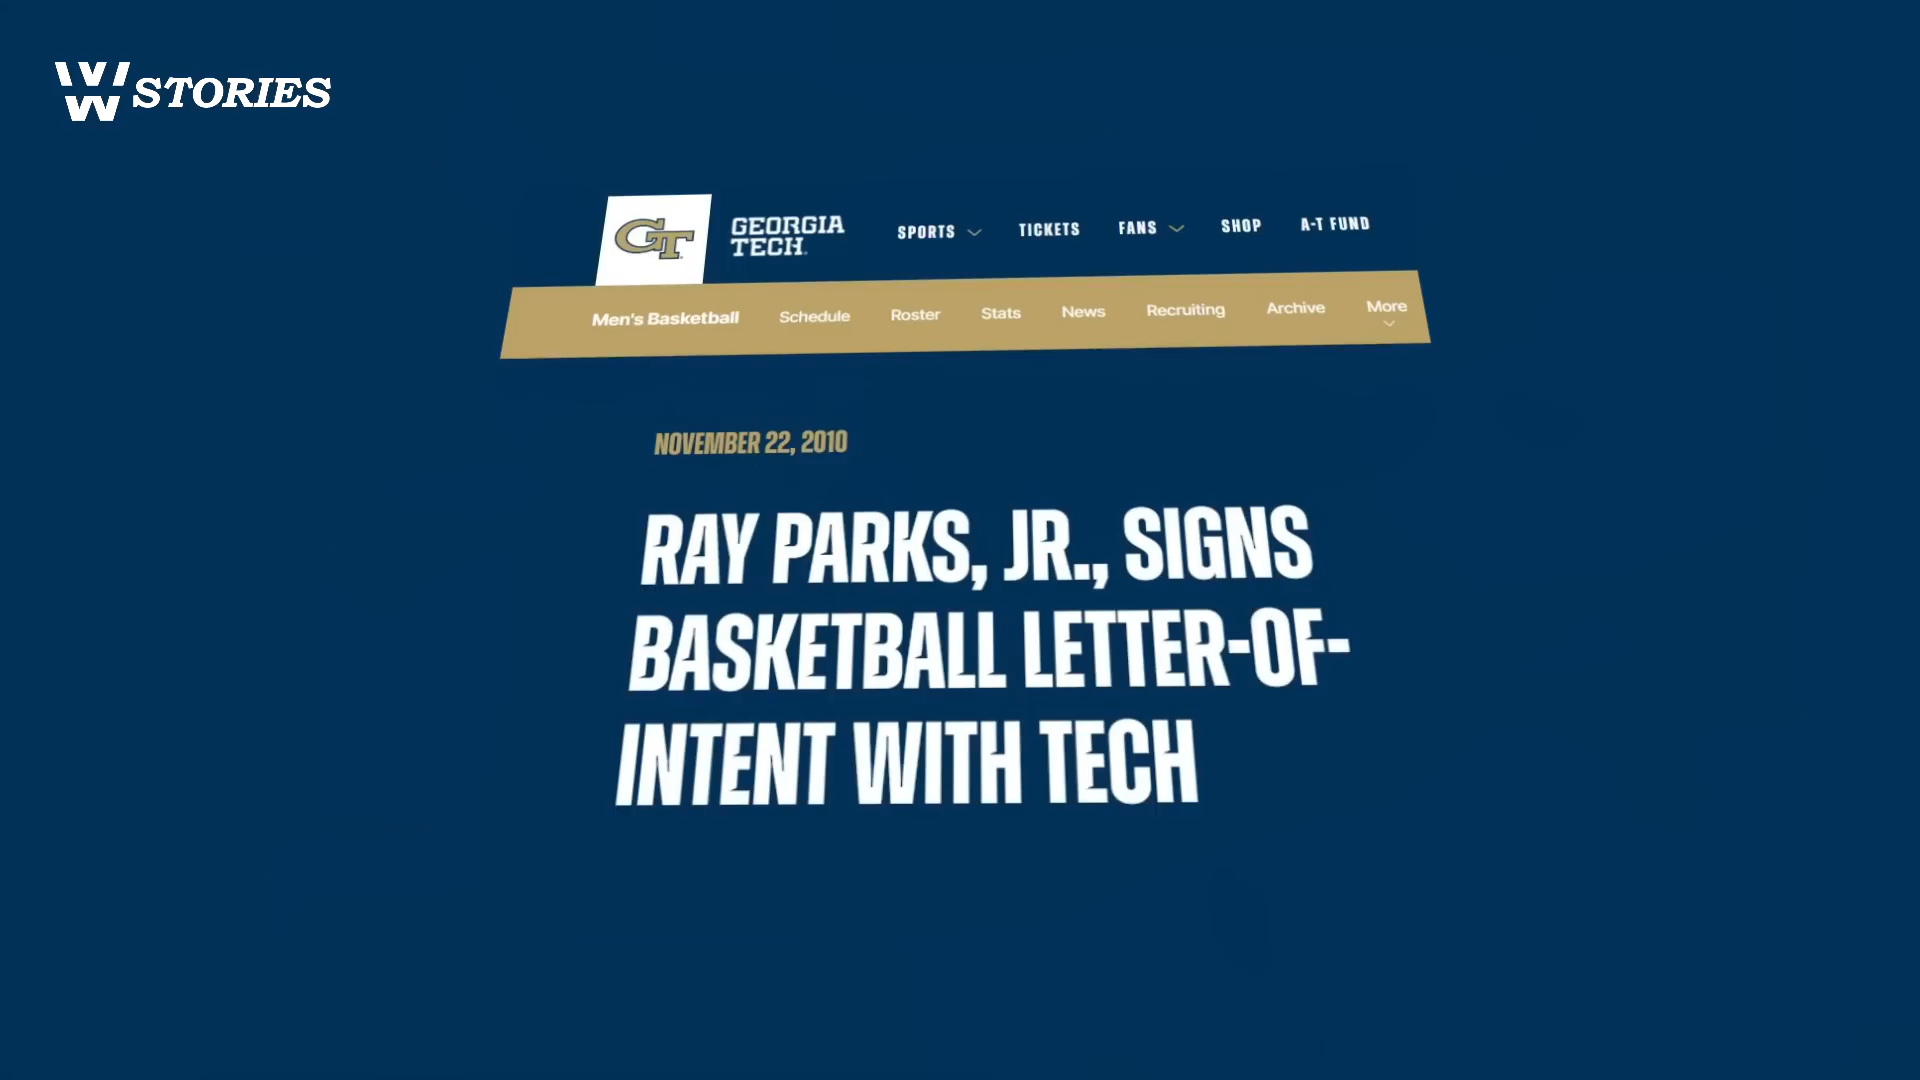 W STORIES
GT GEORGIA TECH
SPORTS TICKETS FANS SHOP A-T FUND
Men's Basketball Schedule Roster Stats News Recruiting Archive More
NOVEMBER 22, 2010
RAY PARKS, JR., SIGNS
BASKETBALL LETTER-OF-
INTENT WITH TECH